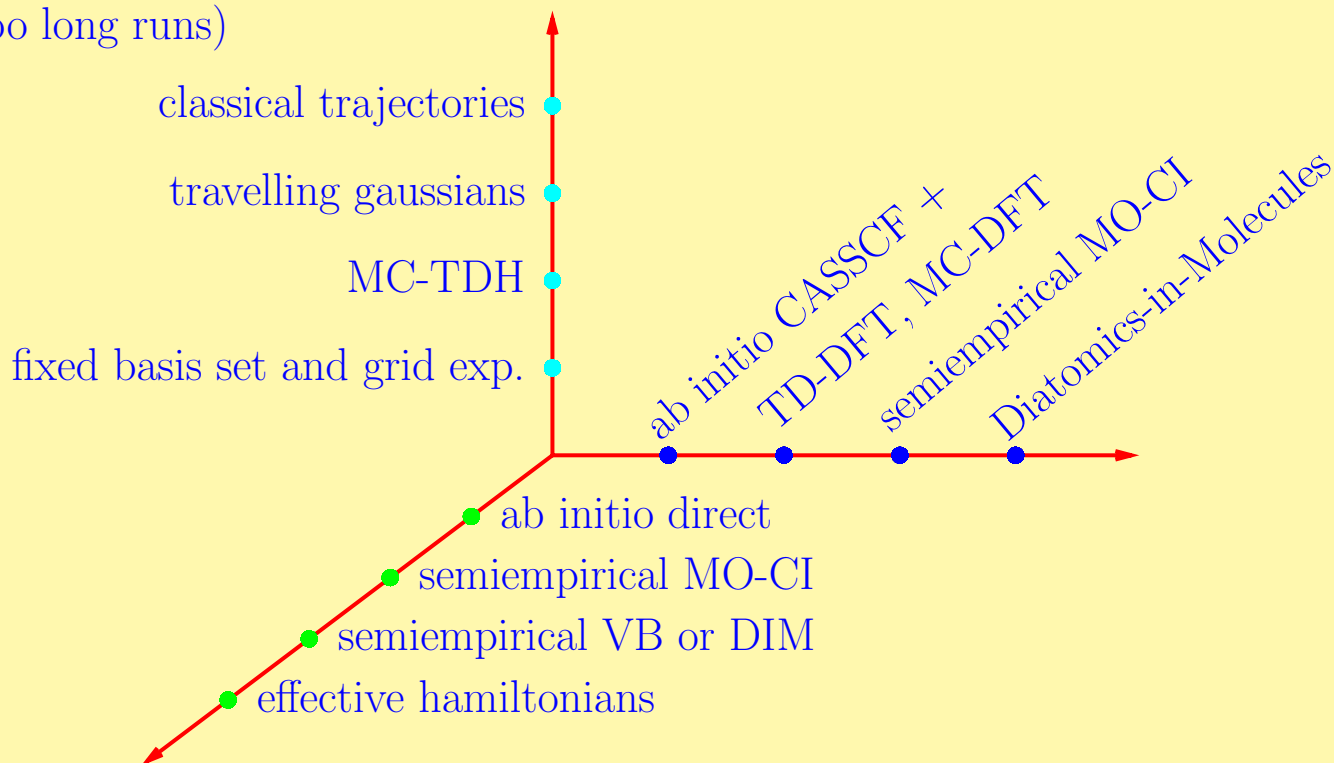 long runs)
classical trajectories
travelling gaussians
MC-TDH
fixed basis set and grid exp.
ab initio CASSCF +
TD-DFT, MC-DFT
semiempirical MO-CI
Diatomics-in-Molecules
ab initio direct
semiempirical MO-CI
semiempirical VB or DIM
effective hamiltonians